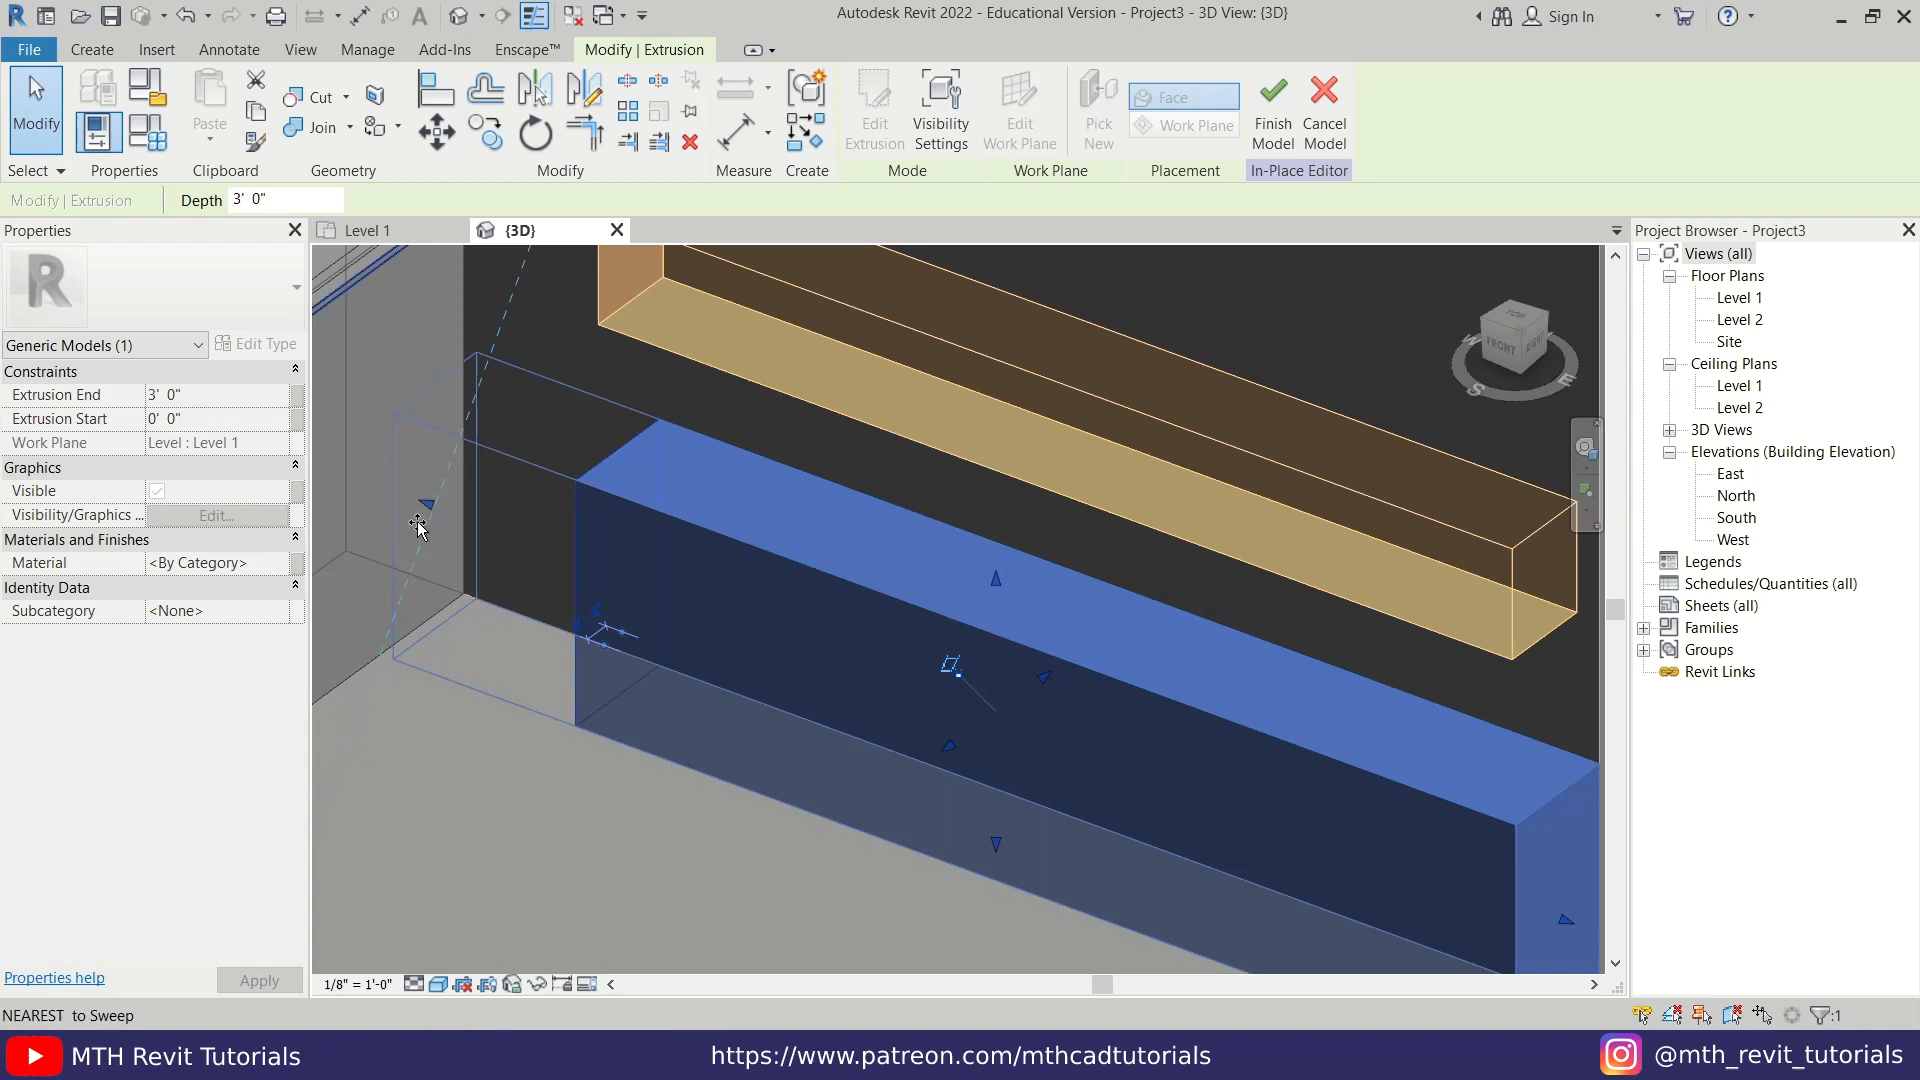 Autodesk Revit 2022 - Educational Version - Project3 - 3D View: {3D}
Sign In
File
Create
Insert
Annotate
View
Manage
Add-Ins
Enscape™
Modify | Extrusion
Modify
Paste
Cut
Join
Edit
Extrusion
Visibility
Settings
Edit
Work Plane
Pick
New
Face
Work Plane
Finish
Model
Cancel
Model
Select
Properties
Clipboard
Geometry
Modify
Measure
Create
Mode
Work Plane
Placement
In-Place Editor
Modify | Extrusion
Depth 3' 0"
Properties
Level 1
{3D}
Generic Models (1)
Edit Type
Constraints
Extrusion End 3' 0"
Extrusion Start 0' 0"
Work Plane Level : Level 1
Graphics
Visible
Visibility/Graphics ... Edit...
Materials and Finishes
Material <By Category>
Identity Data
Subcategory <None>
Properties help
Apply
TOP
FRONT
RIGHT
W
S
E
Project Browser - Project3
Views (all)
Floor Plans
Level 1
Level 2
Site
Ceiling Plans
Level 1
Level 2
3D Views
Elevations (Building Elevation)
East
North
South
West
Legends
Schedules/Quantities (all)
Sheets (all)
Families
Groups
Revit Links
1/8" = 1'-0"
NEAREST to Sweep
:1
MTH Revit Tutorials
https://www.patreon.com/mthcadtutorials
@mth_revit_tutorials